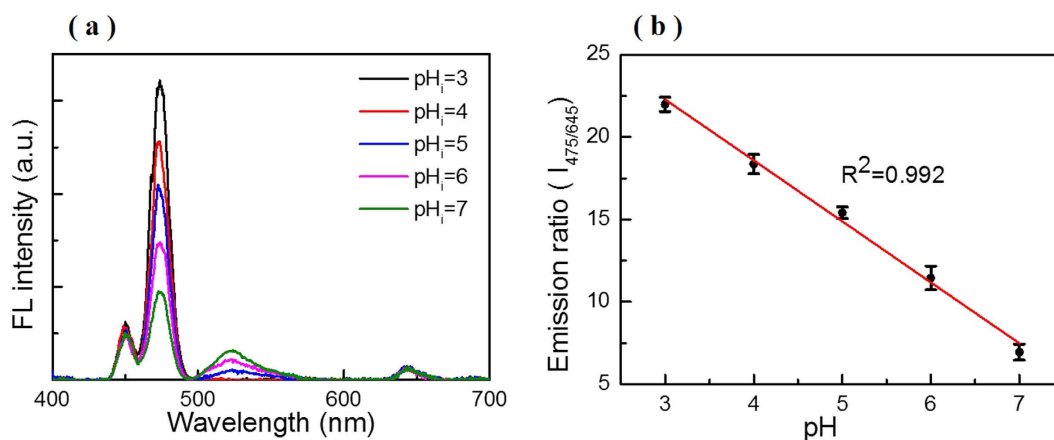 ( a )
FL intensity (a.u.)
pHi=3
pHi=4
pHi=5
pHi=6
pHi=7
400
500
600
700
Wavelength (nm)
( b )
Emission ratio ( I475/645)
25
20
15
10
5
R2=0.992
3
4
5
6
7
pH